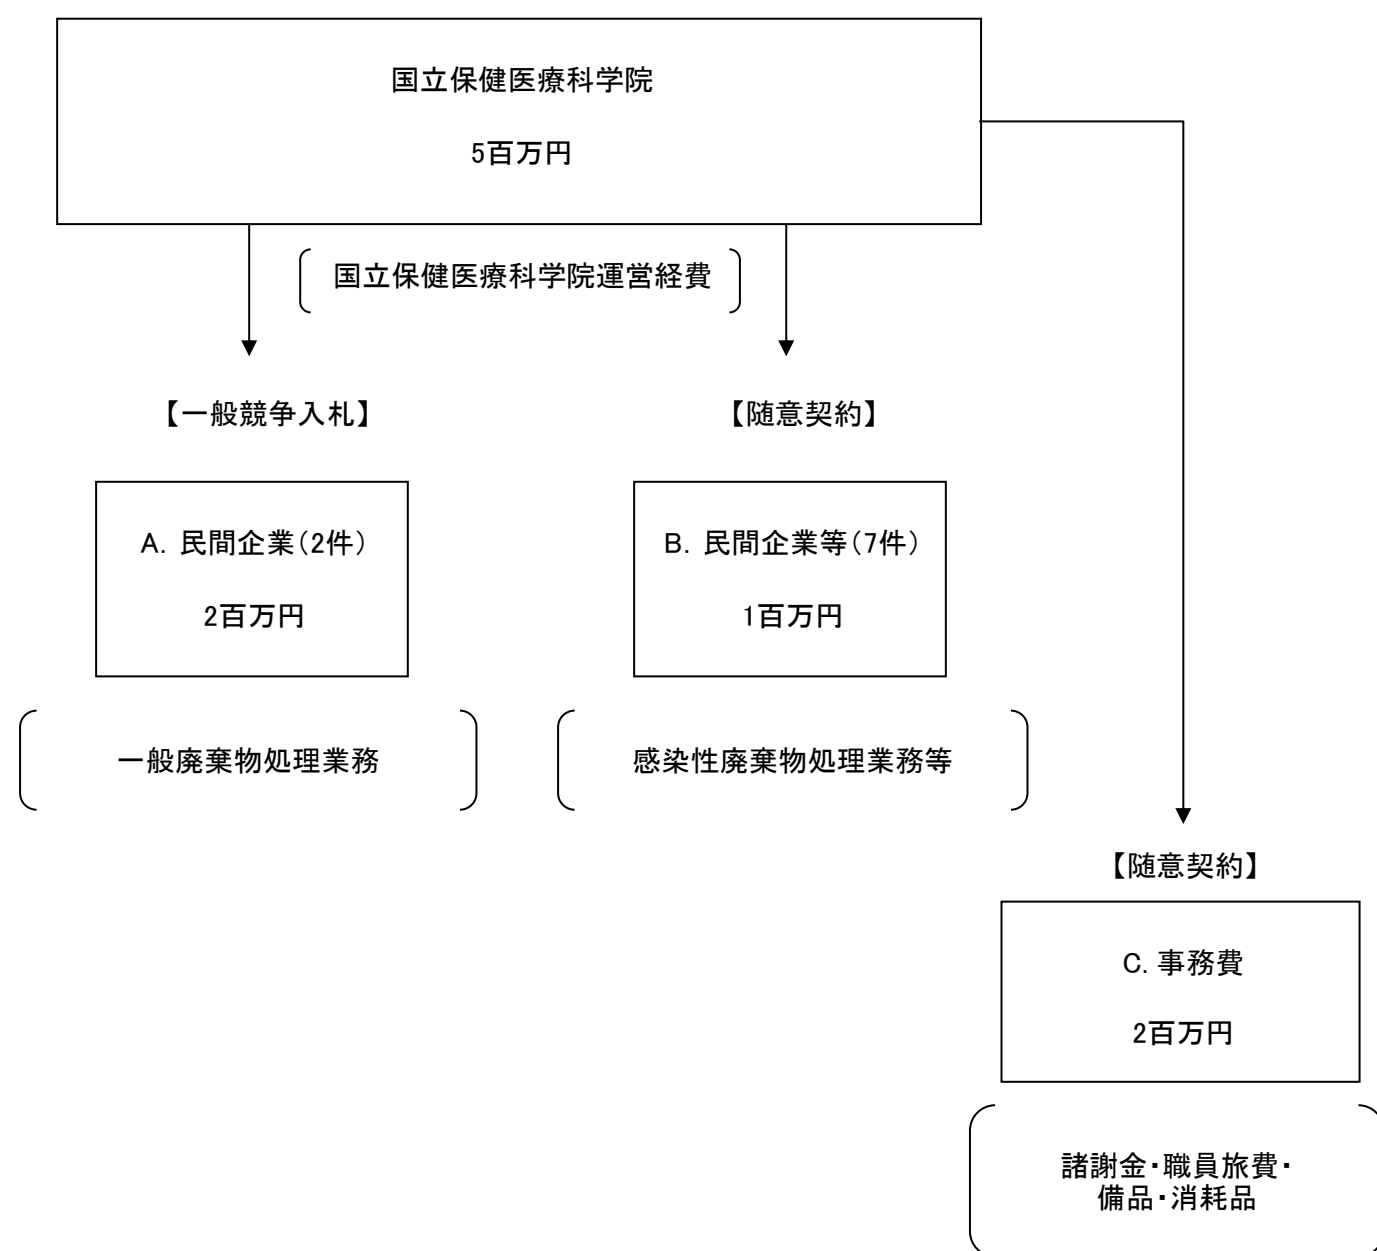 国立保健医療科学院
5百万円
国立保健医療科学院運営経費
【一般競争入札】
【随意契約】
A. 民間企業(2件)
2百万円
B. 民間企業等(7件)
1百万円
一般廃棄物処理業務
感染性廃棄物処理業務等
【随意契約】
C. 事務費
2百万円
諸謝金・職員旅費・
備品・消耗品